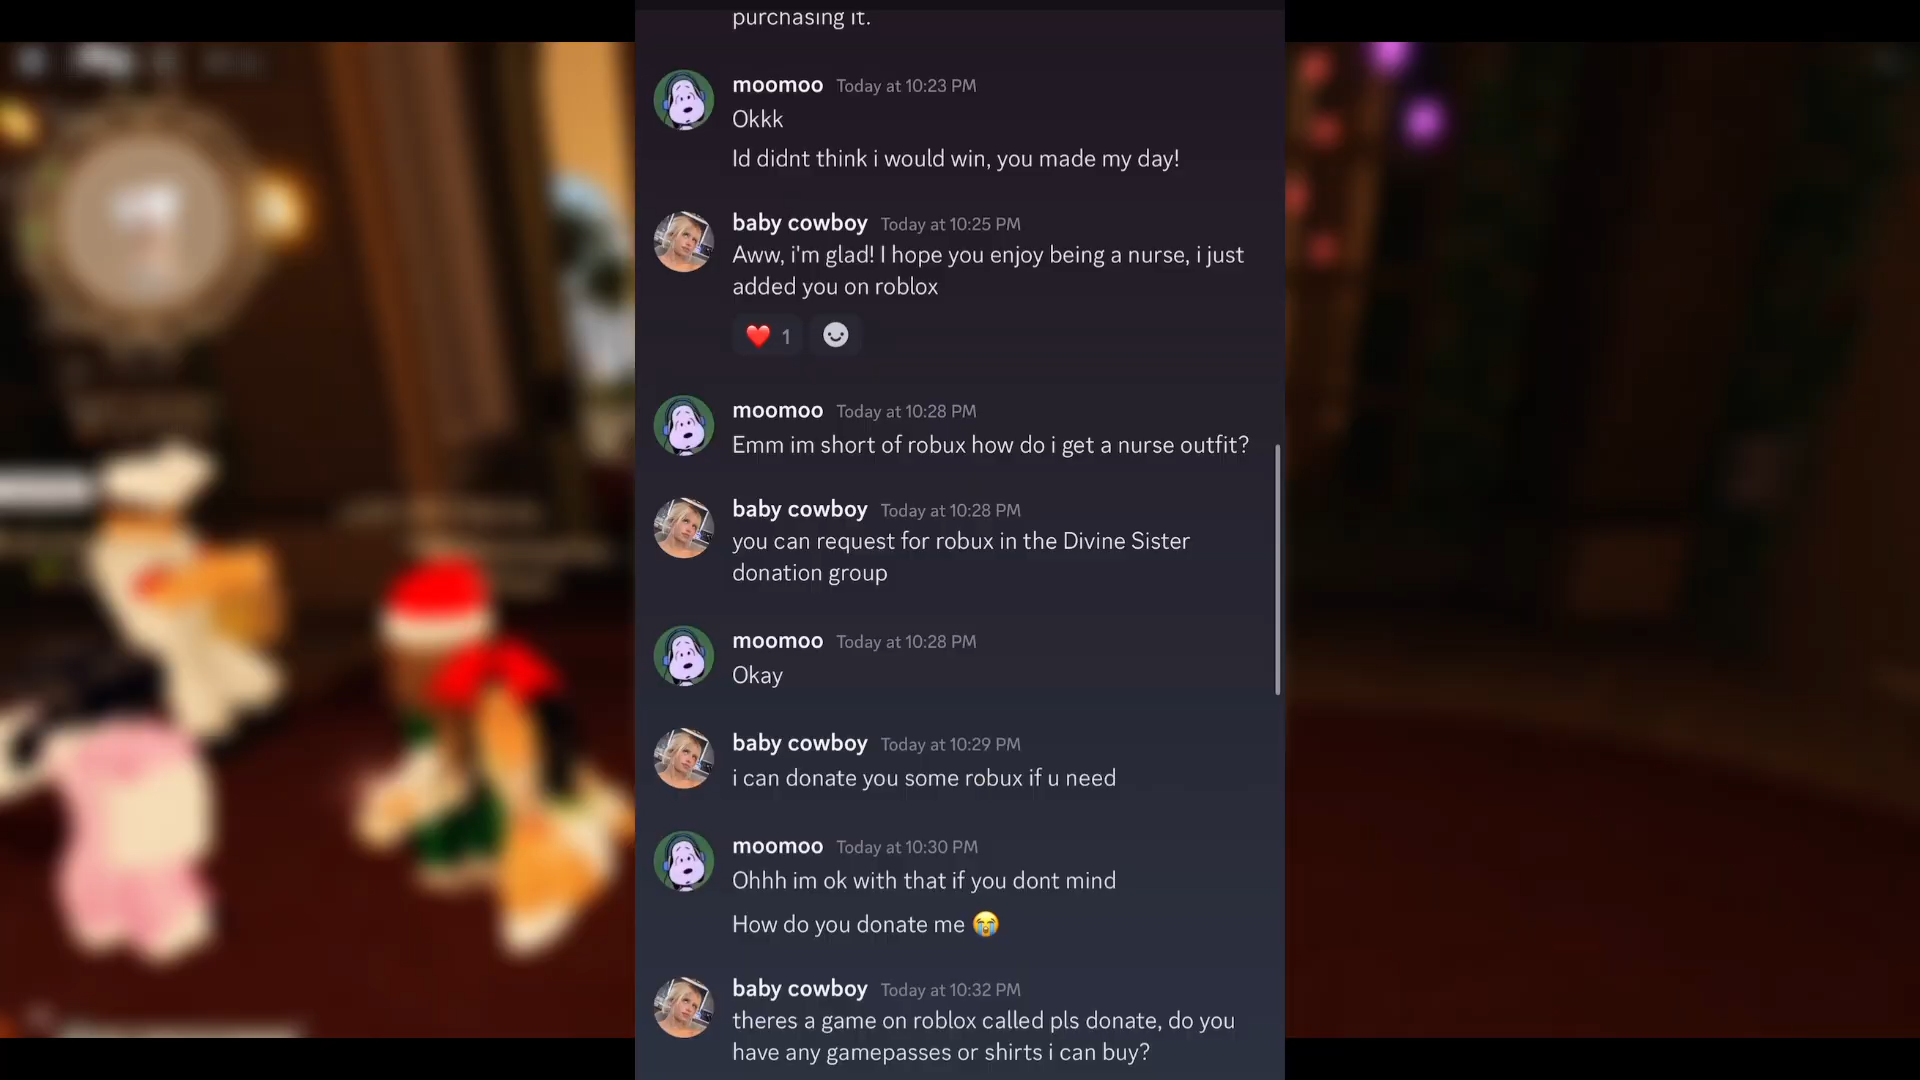 purchasing it.
moomoo Today at 10:23 PM
Okkk
Id didnt think i would win, you made my day!
baby cowboy Today at 10:25 PM
Aww, i'm glad! I hope you enjoy being a nurse, i just
added you on roblox
❤️ 1
moomoo Today at 10:28 PM
Emm im short of robux how do i get a nurse outfit?
baby cowboy Today at 10:28 PM
you can request for robux in the Divine Sister
donation group
moomoo Today at 10:28 PM
Okay
baby cowboy Today at 10:29 PM
i can donate you some robux if u need
moomoo Today at 10:30 PM
Ohhh im ok with that if you dont mind
How do you donate me 😭
baby cowboy Today at 10:32 PM
theres a game on roblox called pls donate, do you
have any gamepasses or shirts i can buy?